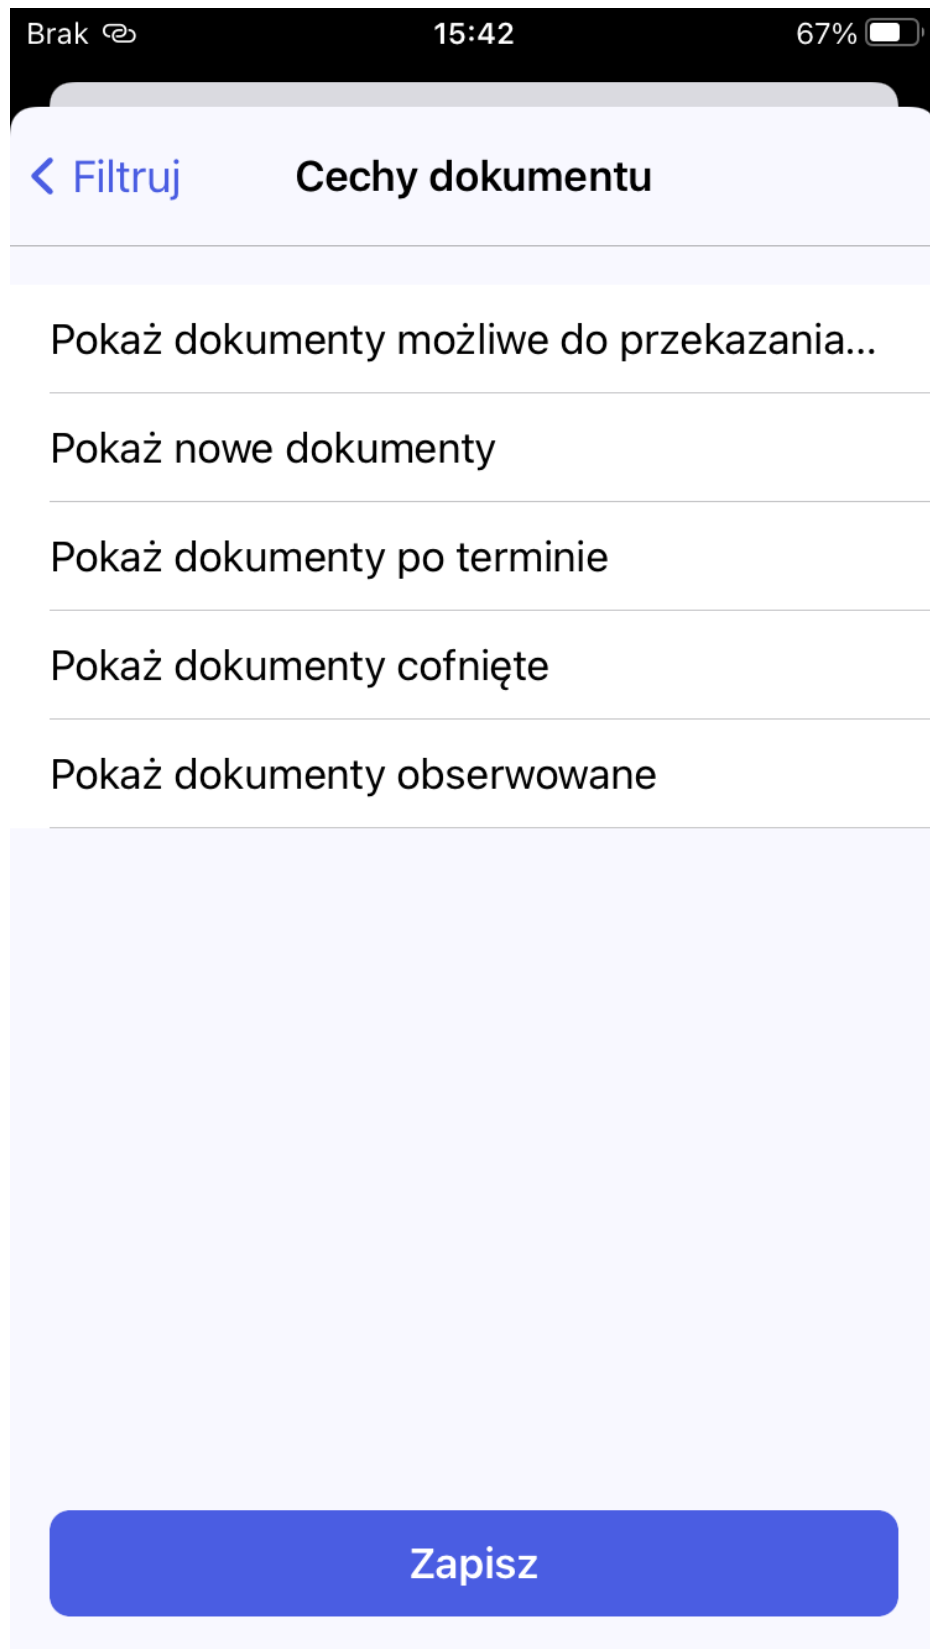 Brak 15:42 67%
Filtruj Cechy dokumentu
Pokaż dokumenty możliwe do przekazania...
Pokaż nowe dokumenty
Pokaż dokumenty po terminie
Pokaż dokumenty cofnięte
Pokaż dokumenty obserwowane
Zapisz